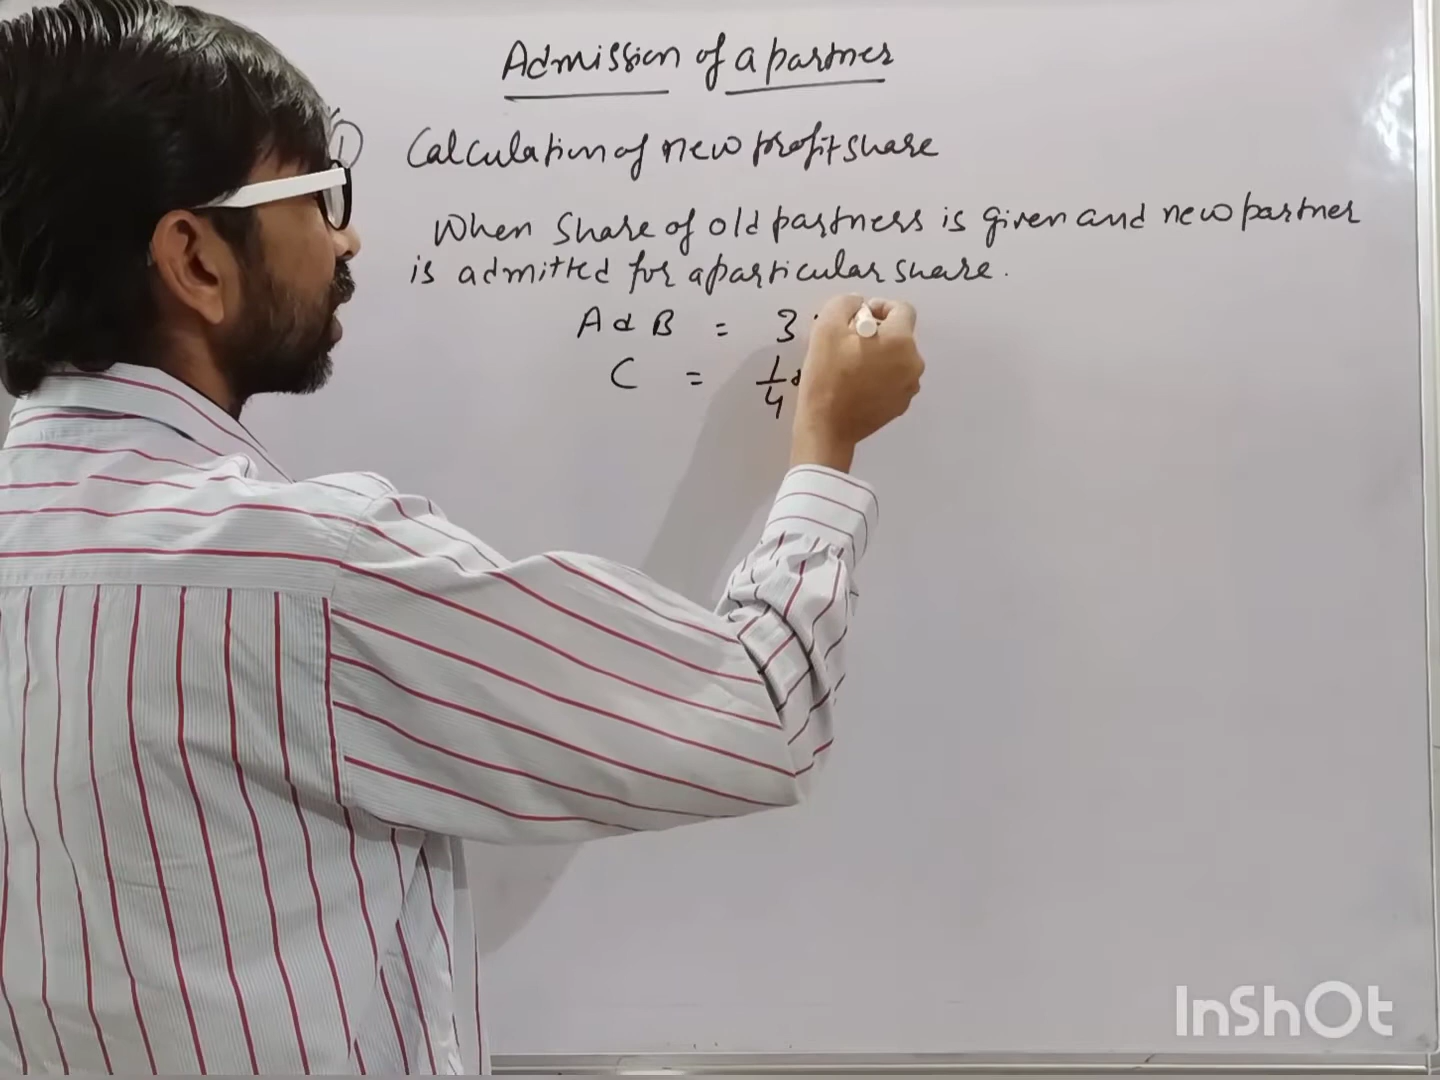 Admission of a partner
1) Calculation of new profit share
When Share of old partners is given and new partner
is admitted for a particular share.
A & B = 3
C = 1/4
InShOt